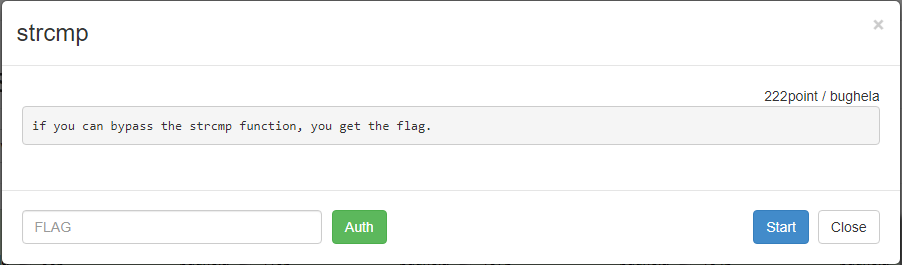 strcmp
×
222point / bughela
if you can bypass the strcmp function, you get the flag.
FLAG
Auth
Start
Close